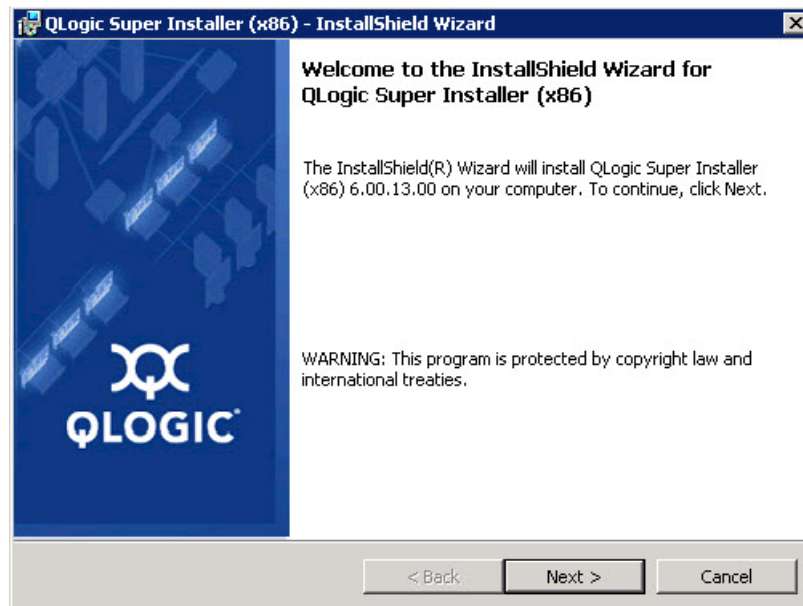 QLogic Super Installer (x86) - InstallShield Wizard
Welcome to the InstallShield Wizard for
QLogic Super Installer (x86)
The InstallShield(R) Wizard will install QLogic Super Installer
(x86) 6.00.13.00 on your computer. To continue, click Next.
WARNING: This program is protected by copyright law and
international treaties.
QLOGIC
< Back
Next >
Cancel